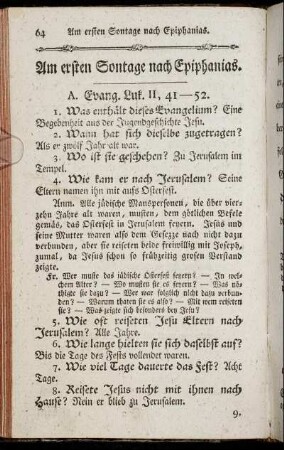 64 Am ersten Sontage nach Epiphanias.
Am ersten Sontage nach Epiphanias.
A. Evang. Luk. II, 41—52.
1. Was enthält dieses Evangelium? Eine
Begebenheit aus der Jugendgeschichte Jesu.
2. Wann hat sich dieselbe zugetragen?
Als er zwölf Jahr alt war.
3. Wo ist sie geschehen? Zu Jerusalem im
Tempel.
4. Wie kam er nach Jerusalem? Seine
Eltern namen ihn mit aufs Osterfest.
Anm. Alle jüdische Manspersonen, die über vier-
zehn Jahre alt waren, musten, dem götlichen Befele
gemäs, das Osterfest in Jerusalem feyern. Jesus und
seine Mutter waren also dem Gesetze nach nicht dazu
verbunden, aber sie reiseten beide freiwillig mit Joseph,
zumal, da Jesus schon so frühzeitig grosen Verstand
zeigte.
Fr. Wer muste das jüdische Osterfest feyern? — In wel-
chem Alter? — Wo musten sie es feyern? — Was nö-
thigte sie dazu? — Wer war folglich nicht dazu verbun-
den? — Warum thaten sie es also? — Mit wem reiseten
sie? — Was zeigte sich besonders bey Jesu?
5. Wie oft reiseten Jesu Eltern nach
Jerusalem? Alle Jahre.
6. Wie lange hielten sie sich daselbst auf?
Bis die Tage des Fests vollendet waren.
7. Wie viel Tage dauerte das Fest? Acht
Tage.
8. Reisete Jesus nicht mit ihnen nach
Hause? Nein er blieb zu Jerusalem.
9.